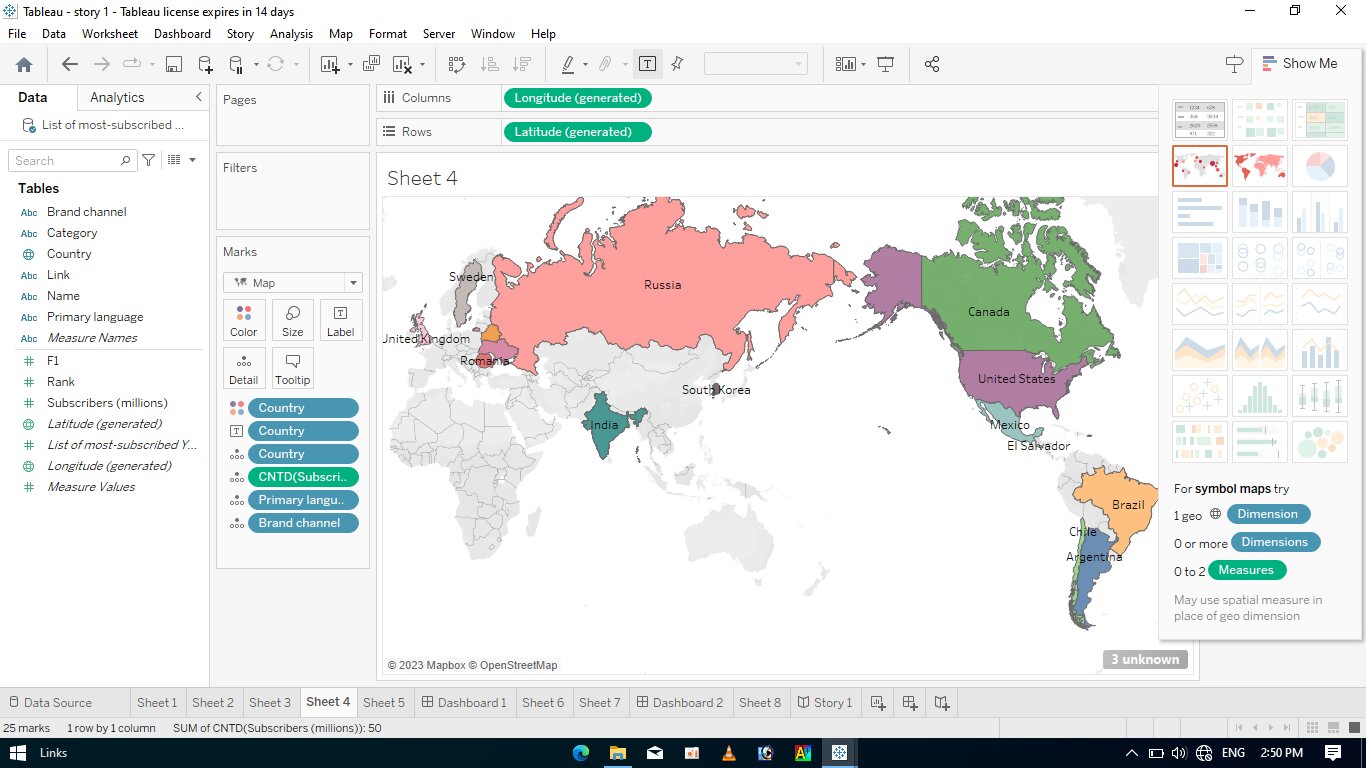 Tableau - story 1 - Tableau license expires in 14 days
File Data Worksheet Dashboard Story Analysis Map Format Server Window Help
Show Me
Data Analytics
List of most-subscribed ...
Search
Tables
Abc Brand channel
Abc Category
Country
Abc Link
Abc Name
Abc Primary language
Abc Measure Names
F1
Rank
Subscribers (millions)
Latitude (generated)
List of most-subscribed Y...
Longitude (generated)
Measure Values
Pages
Filters
Marks
Map
Color Size Label
Detail Tooltip
Country
Country
Country
CNTD(Subscri..
Primary langu..
Brand channel
Columns Longitude (generated)
Rows Latitude (generated)
Sheet 4
Sweden
Russia
United Kingdom
Romania
South Korea
India
Canada
United States
Mexico
El Salvador
Brazil
Chile
Argentina
© 2023 Mapbox © OpenStreetMap
3 unknown
For symbol maps try
1 geo Dimension
0 or more Dimensions
0 to 2 Measures
May use spatial measure in
place of geo dimension
Data Source Sheet 1 Sheet 2 Sheet 3 Sheet 4 Sheet 5 Dashboard 1 Sheet 6 Sheet 7 Dashboard 2 Sheet 8 Story 1
25 marks 1 row by 1 column SUM of CNTD(Subscribers (millions)): 50
Links ENG 2:50 PM